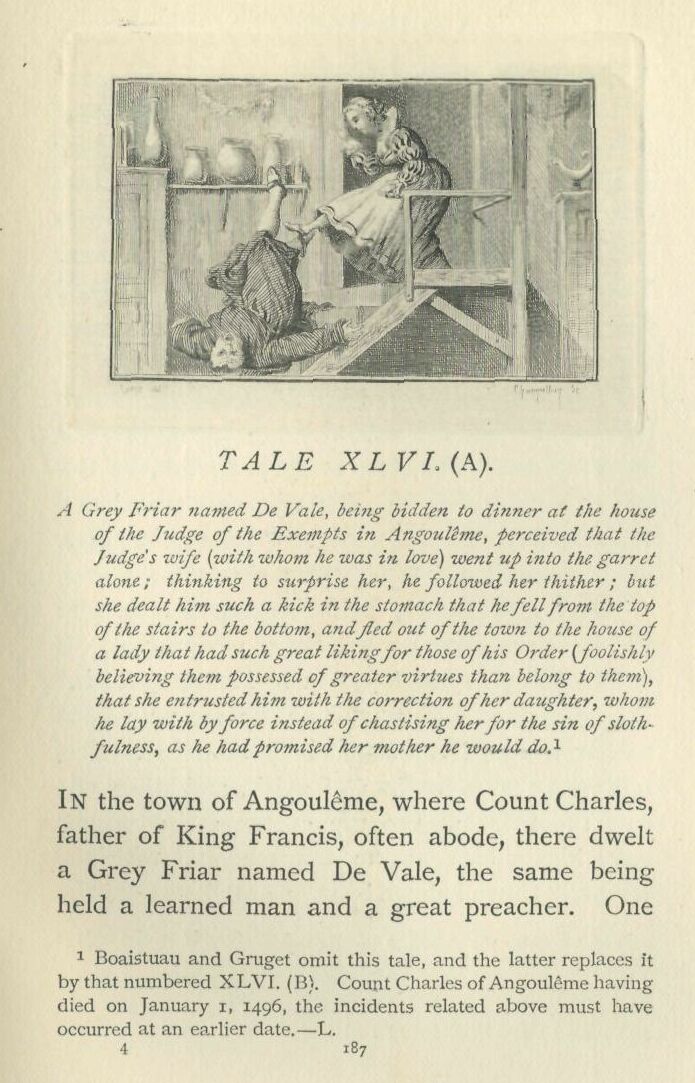 TALE XLVI. (A).
A Grey Friar named De Vale, being bidden to dinner at the house
of the Judge of the Exempts in Angoulême, perceived that the
Judge's wife (with whom he was in love) went up into the garret
alone; thinking to surprise her, he followed her thither; but
she dealt him such a kick in the stomach that he fell from the top
of the stairs to the bottom, and fled out of the town to the house of
a lady that had such great liking for those of his Order (foolishly
believing them possessed of greater virtues than belong to them),
that she entrusted him with the correction of her daughter, whom
he lay with by force instead of chastising her for the sin of sloth-
fulness, as he had promised her mother he would do.¹
IN the town of Angoulême, where Count Charles,
father of King Francis, often abode, there dwelt
a Grey Friar named De Vale, the same being
held a learned man and a great preacher. One
¹ Boaistuau and Gruget omit this tale, and the latter replaces it
by that numbered XLVI. (B). Count Charles of Angoulême having
died on January 1, 1496, the incidents related above must have
occurred at an earlier date.—L.
4 187